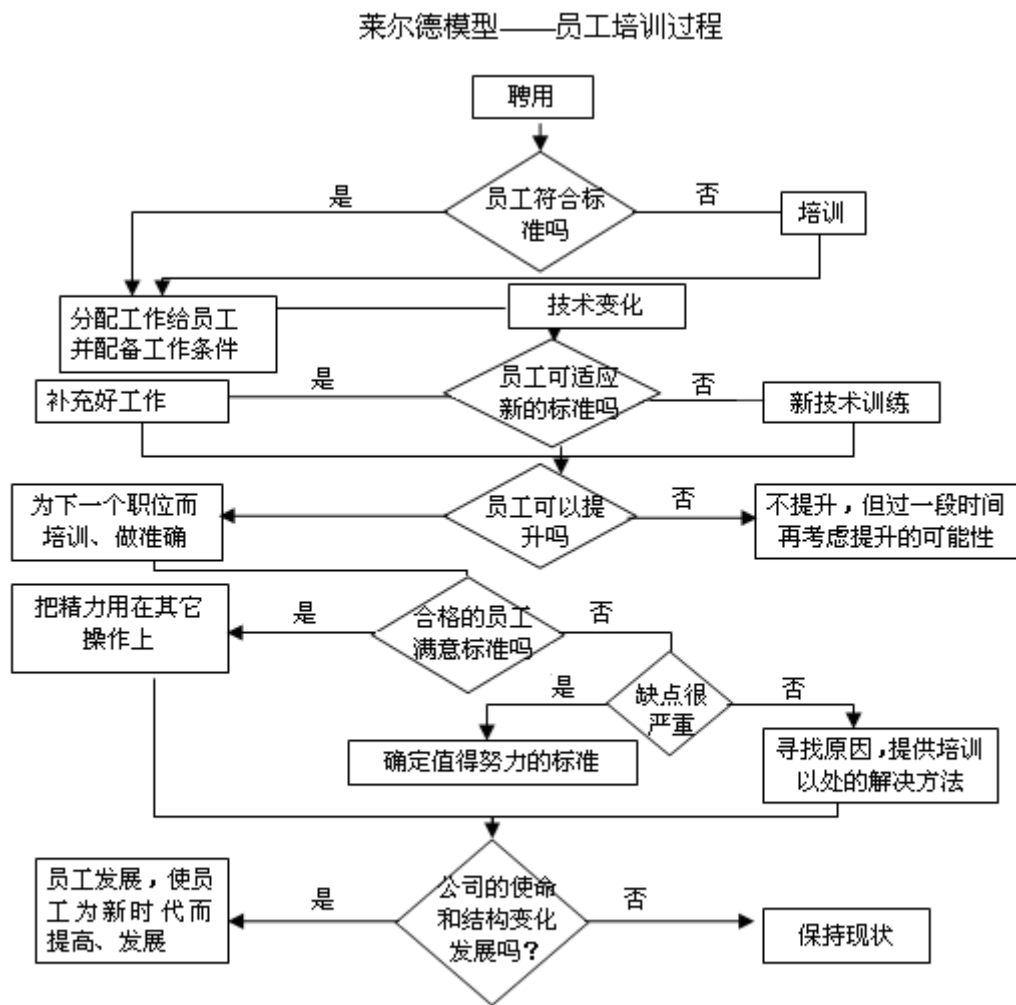 莱尔德模型——员工培训过程
聘用
员工符合标
准吗
是
否
培训
分配工作给员工
并配备工作条件
技术变化
员工可适应
新的标准吗
是
否
补充好工作
新技术训练
为下一个职位而
培训、做准确
员工可以提
升吗
否
不提升，但过一段时间
再考虑提升的可能性
把精力用在其它
操作上
是
合格的员工
满意标准吗
否
是
缺点很
严重
否
确定值得努力的标准
寻找原因,提供培训
以处的解决方法
员工发展，使员
工为新时代而
提高、发展
是
公司的使命
和结构变化
发展吗？
否
保持现状